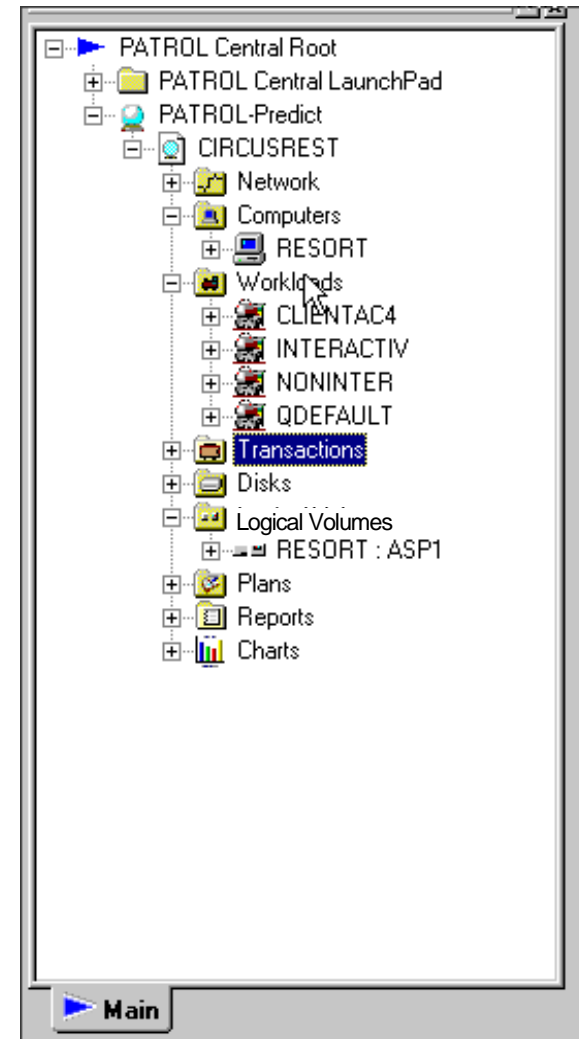 PATROL Central Root
PATROL Central LaunchPad
PATROL-Predict
CIRCUSREST
Network
Computers
RESORT
Workloads
CLIENTAC4
INTERACTIV
NONINTER
QDEFAULT
Transactions
Disks
Logical Volumes
RESORT : ASP1
Plans
Reports
Charts
Main